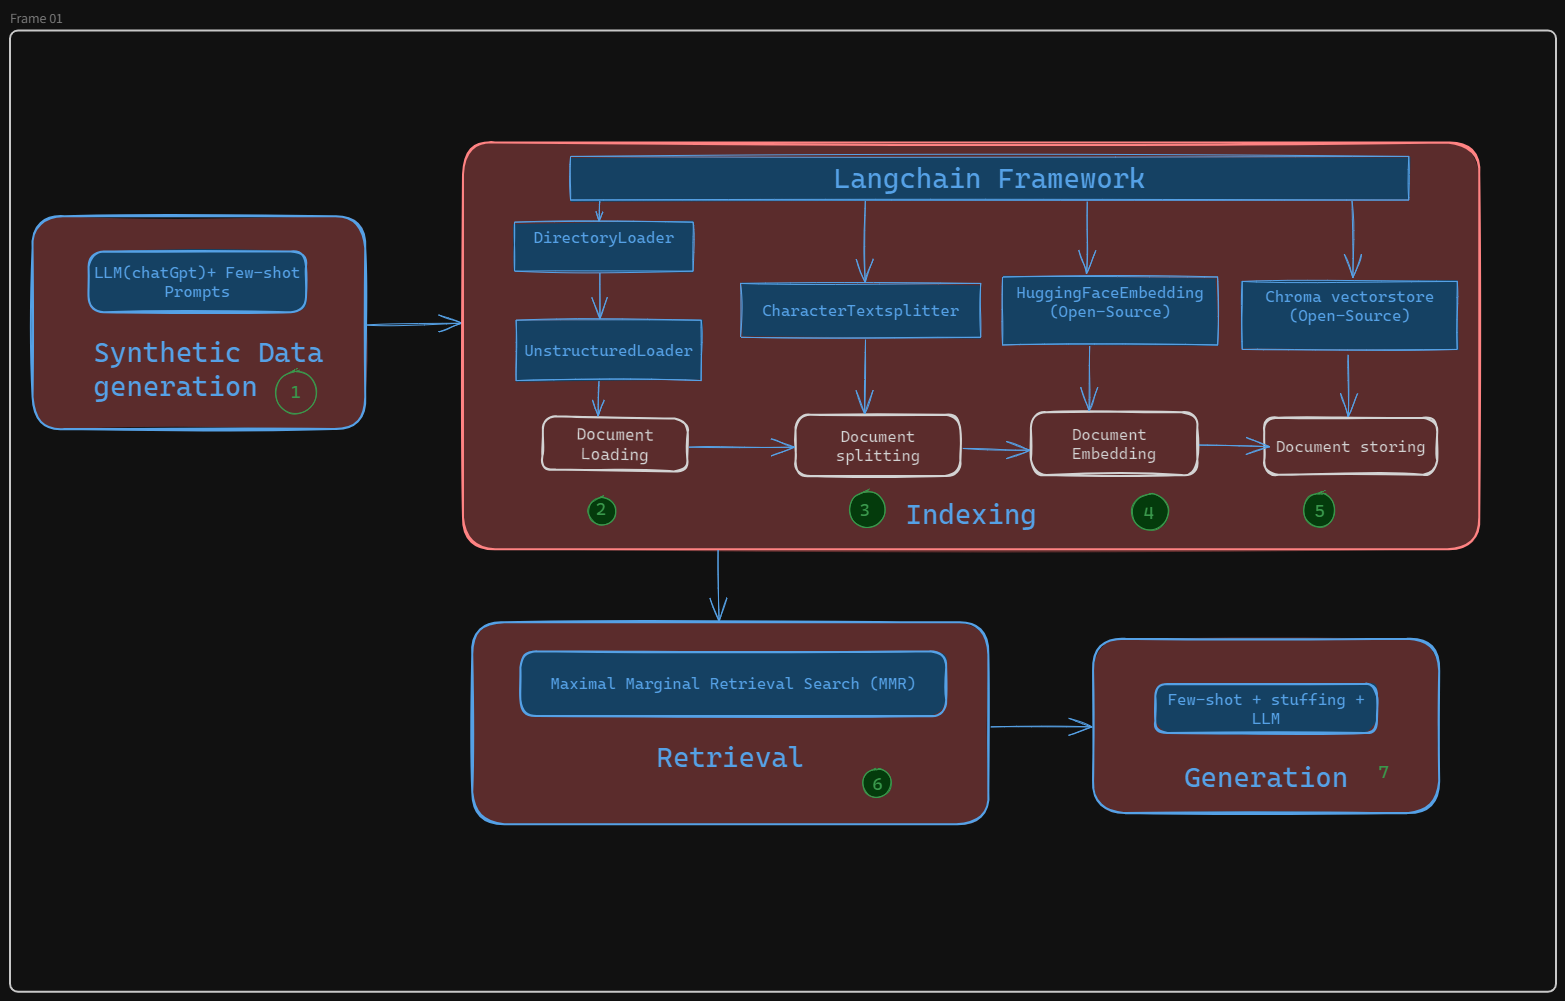 Frame 01
LLM(chatGpt)+ Few-shot
Prompts
Synthetic Data
generation
1
Langchain Framework
DirectoryLoader
UnstructuredLoader
CharacterTextsplitter
HuggingFaceEmbedding
(Open-Source)
Chroma vectorstore
(Open-Source)
Document
Loading
Document
splitting
Document
Embedding
Document storing
2
3
Indexing
4
5
Maximal Marginal Retrieval Search (MMR)
Retrieval
6
Few-shot + stuffing +
LLM
Generation
7